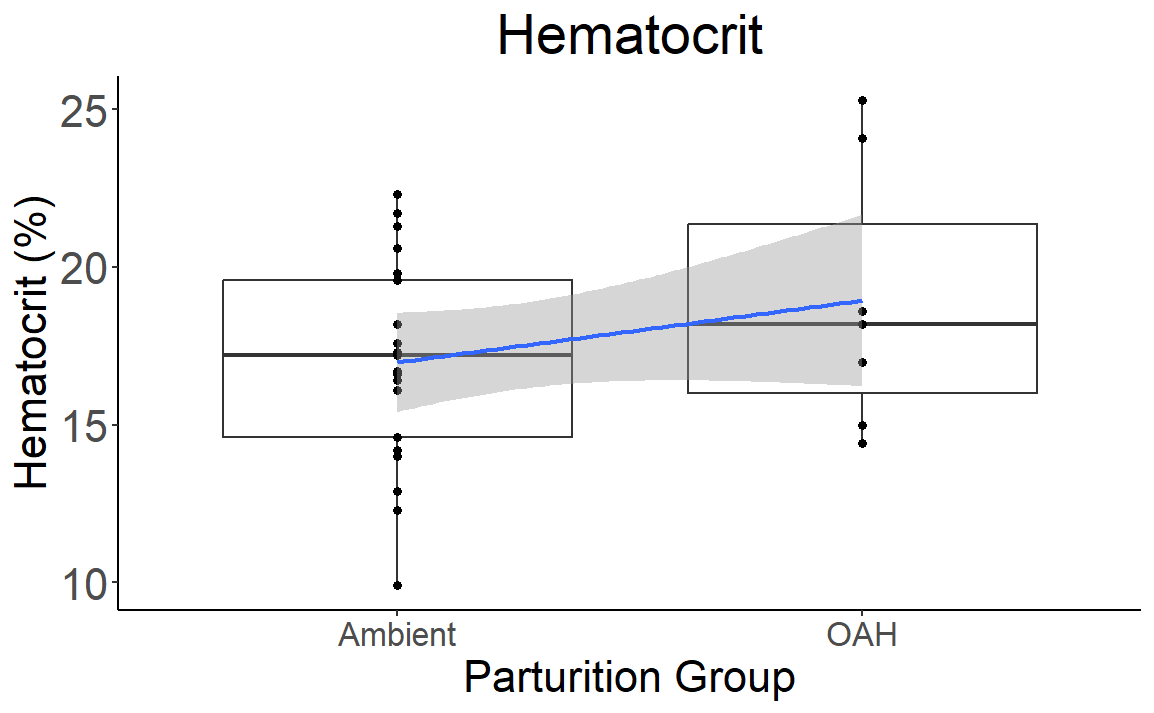 Hematocrit
Hematocrit (%)
25
20
15
10
Ambient
OAH
Parturition Group